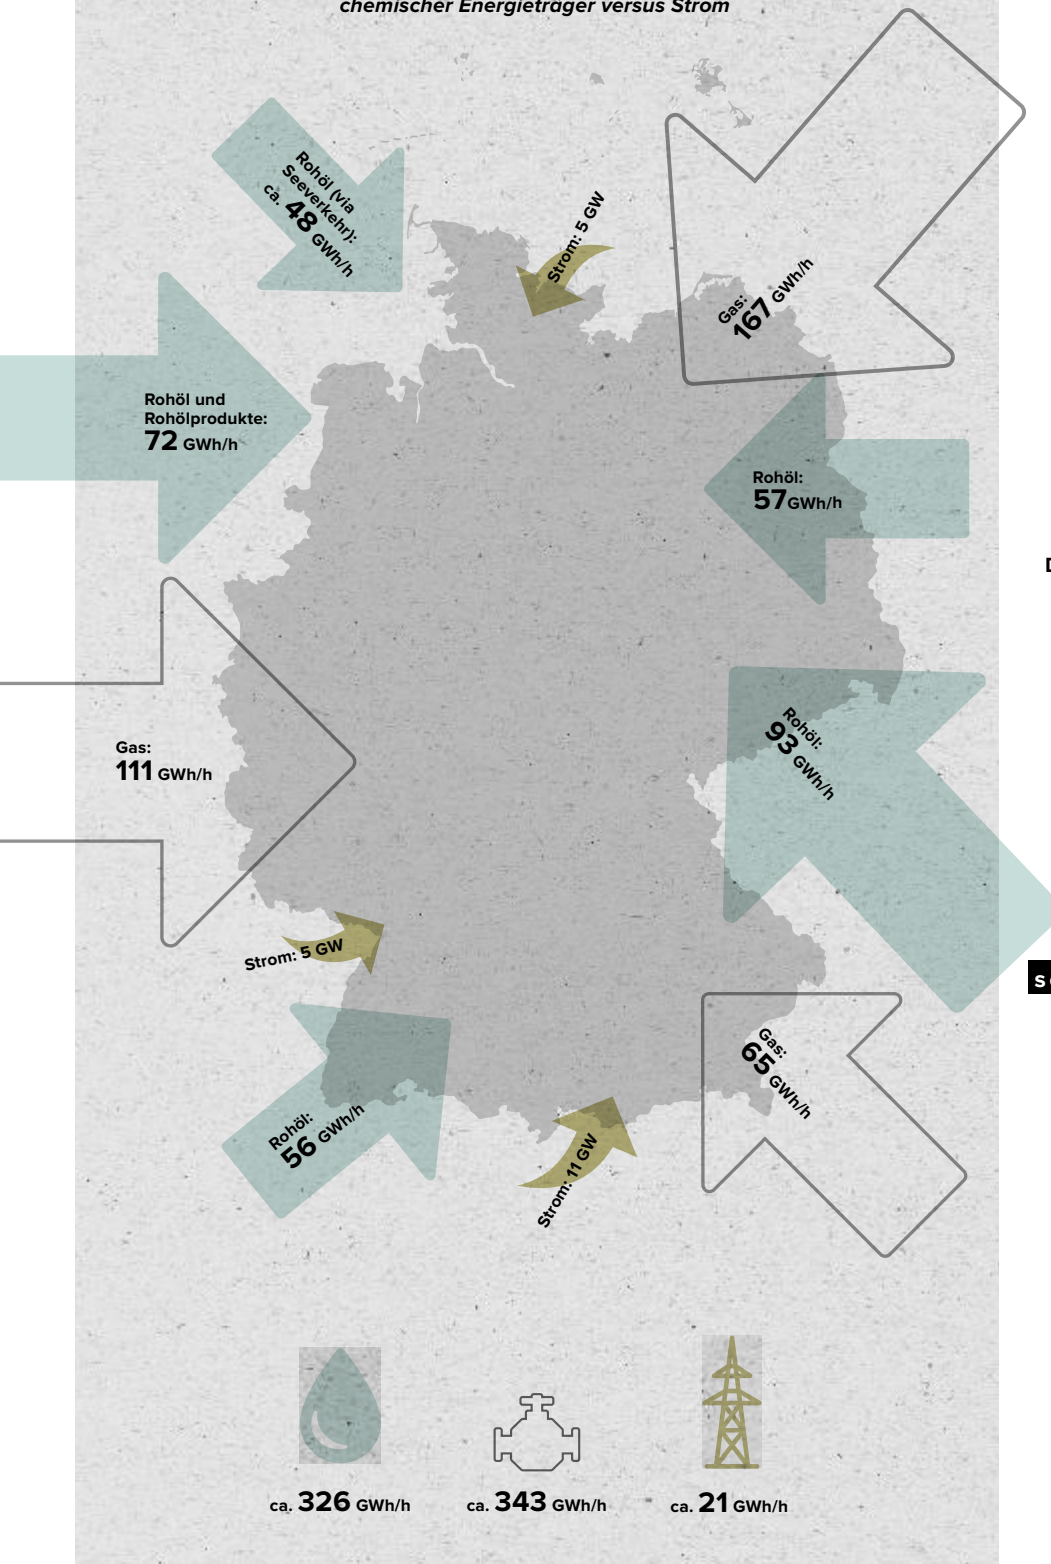 chemischer Energieträger versus Strom
Rohöl (via
Seeverkehr):
ca. 48 GWh/h
Strom: 5 GW
Gas:
167 GWh/h
Rohöl und
Rohölprodukte:
72 GWh/h
Rohöl:
57GWh/h
D
Gas:
111 GWh/h
Rohöl:
93 GWh/h
Strom: 5 GW
s
Gas:
65 GWh/h
Rohöl:
56 GWh/h
Strom: 11 GW
ca. 326 GWh/h
ca. 343 GWh/h
ca. 21 GWh/h